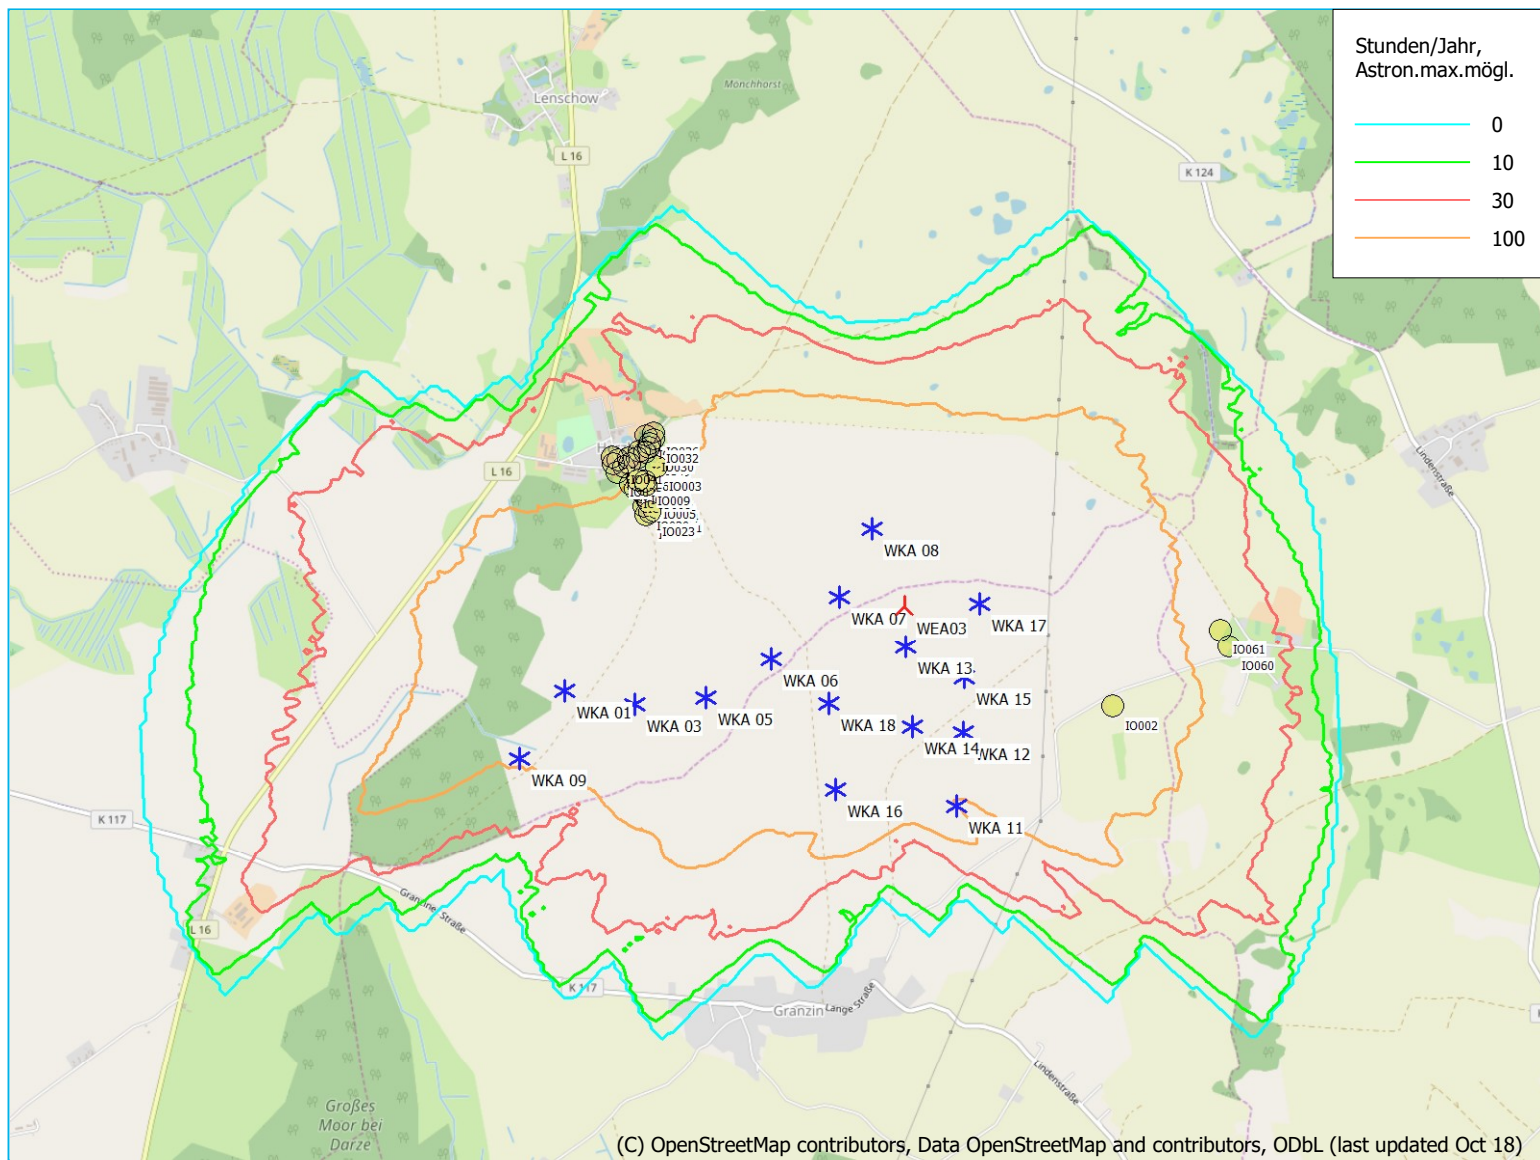 Stunden/Jahr,
Astron.max.mögl.
0
10
30
100
Mönchhorst
Lenschow
L 16
K 124
L 16
Lindenstraße
IO032
IO030
IO003
IO009
IO005
IO023
WKA 08
WKA 07
WEA03
WKA 17
WKA 13
IO061
IO060
WKA 06
WKA 15
WKA 01
WKA 03
WKA 05
WKA 18
IO002
WKA 14
WKA 12
WKA 09
WKA 16
WKA 11
K 117
Granziner Straße
L 16
K 117
Granzin
Lange Straße
Lindenstraße
Großes
Moor bei
Darze
(C) OpenStreetMap contributors, Data OpenStreetMap and contributors, ODbL (last updated Oct 18)